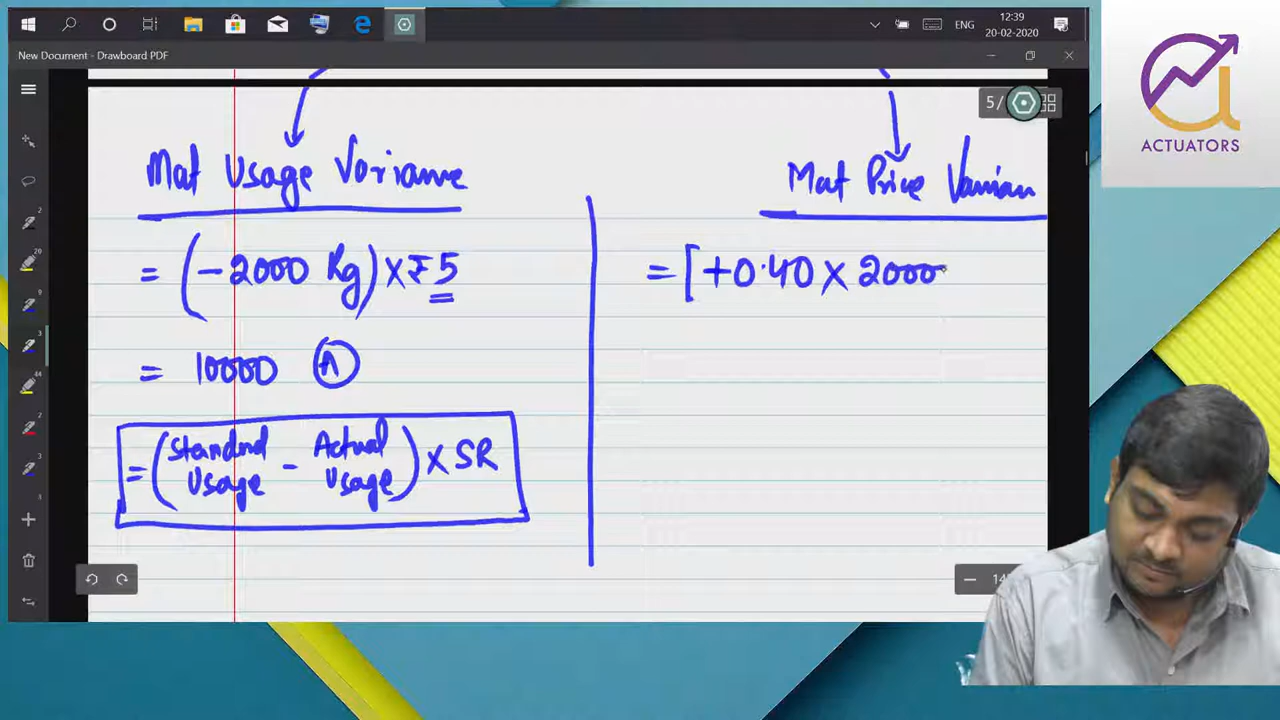 12:39
ENG
20-02-2020
New Document - Drawboard PDF
5/
ACTUATORS
Mat Usage Variance
= (-2000 Kg) × ₹5
= 10000 (A)
= (Standard Usage - Actual Usage) × SR
Mat Price Varian
= [+0.40 × 2000
14